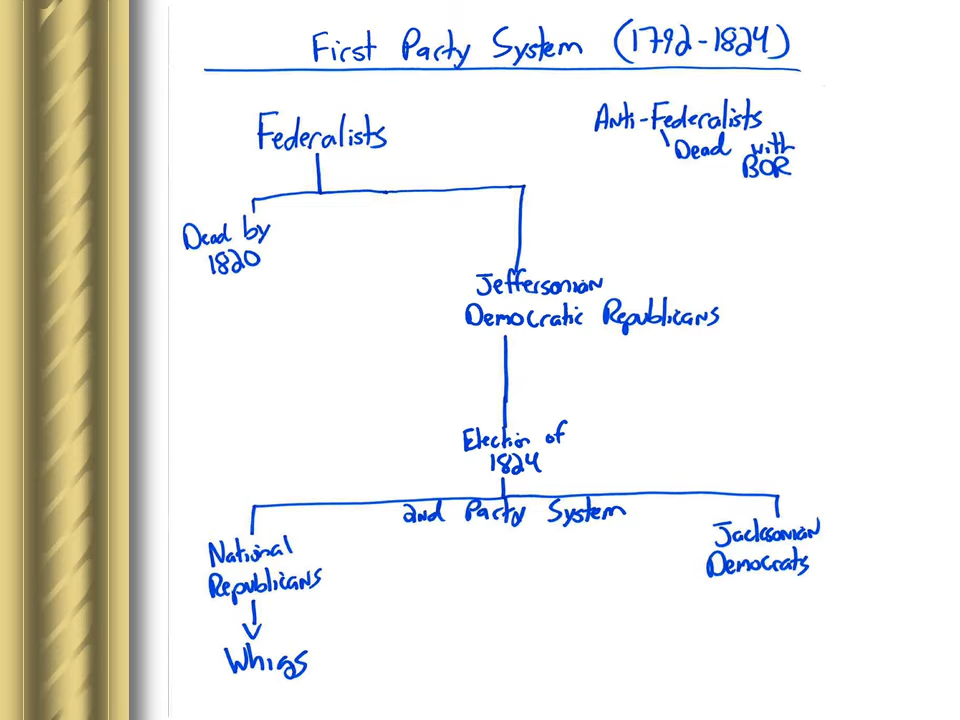 First Party System (1792-1824)
Federalists
Anti-Federalists
Dead with
BOR
Dead by
1820
Jeffersonian
Democratic Republicans
Election of
1824
2nd Party System
National
Republicans
Jacksonian
Democrats
Whigs